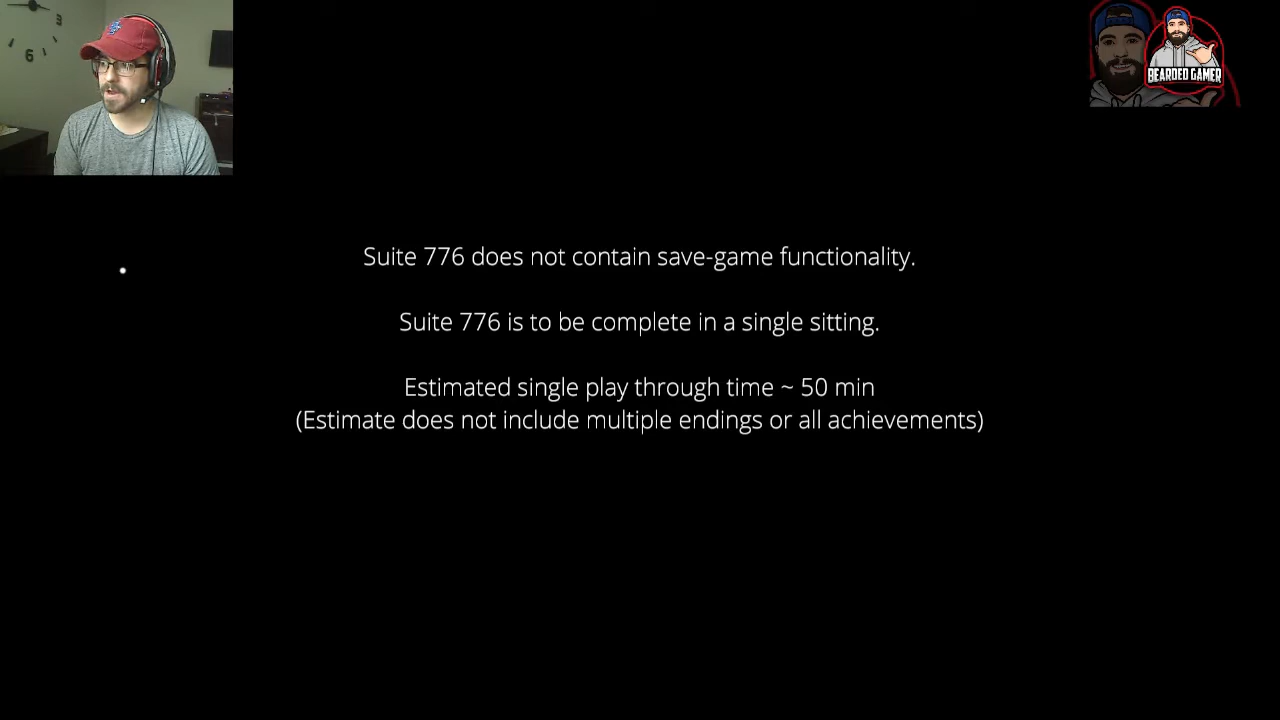 BEARDED GAMER
Suite 776 does not contain save-game functionality.
Suite 776 is to be complete in a single sitting.
Estimated single play through time ~ 50 min
(Estimate does not include multiple endings or all achievements)